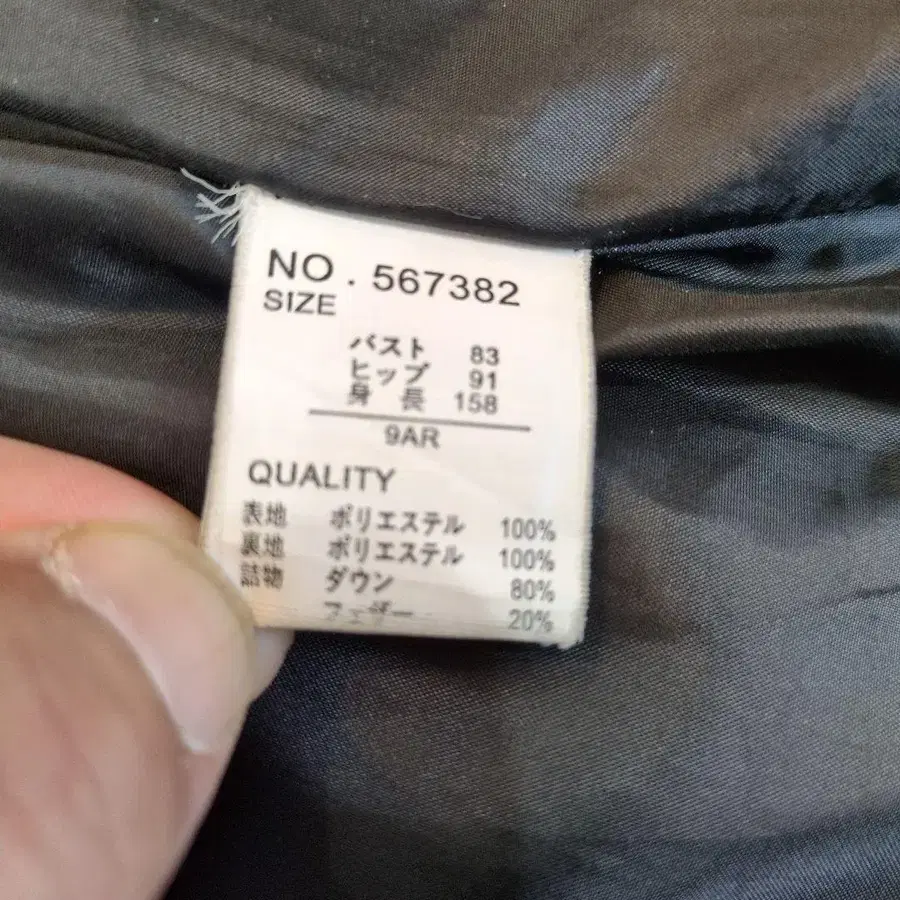 NO. 567382
SIZE
バスト 83
ヒップ 91
身長 158
9AR
QUALITY
表地 ポリエステル 100%
裏地 ポリエステル 100%
詰物 ダウン 80%
フェザー 20%